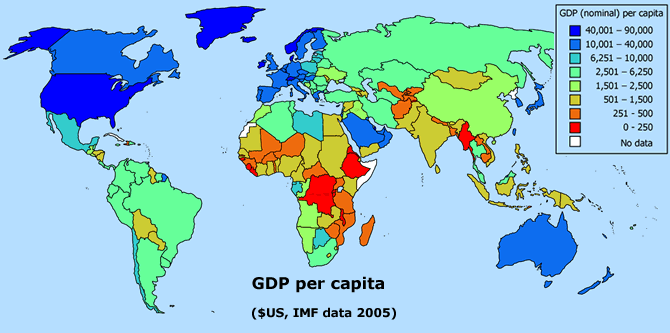 GDP (nominal) per capita
40,001 – 90,000
10,001 – 40,000
6,251 – 10,000
2,501 – 6,250
1,501 – 2,500
501 – 1,500
251 - 500
0 - 250
No data
GDP per capita
($US, IMF data 2005)